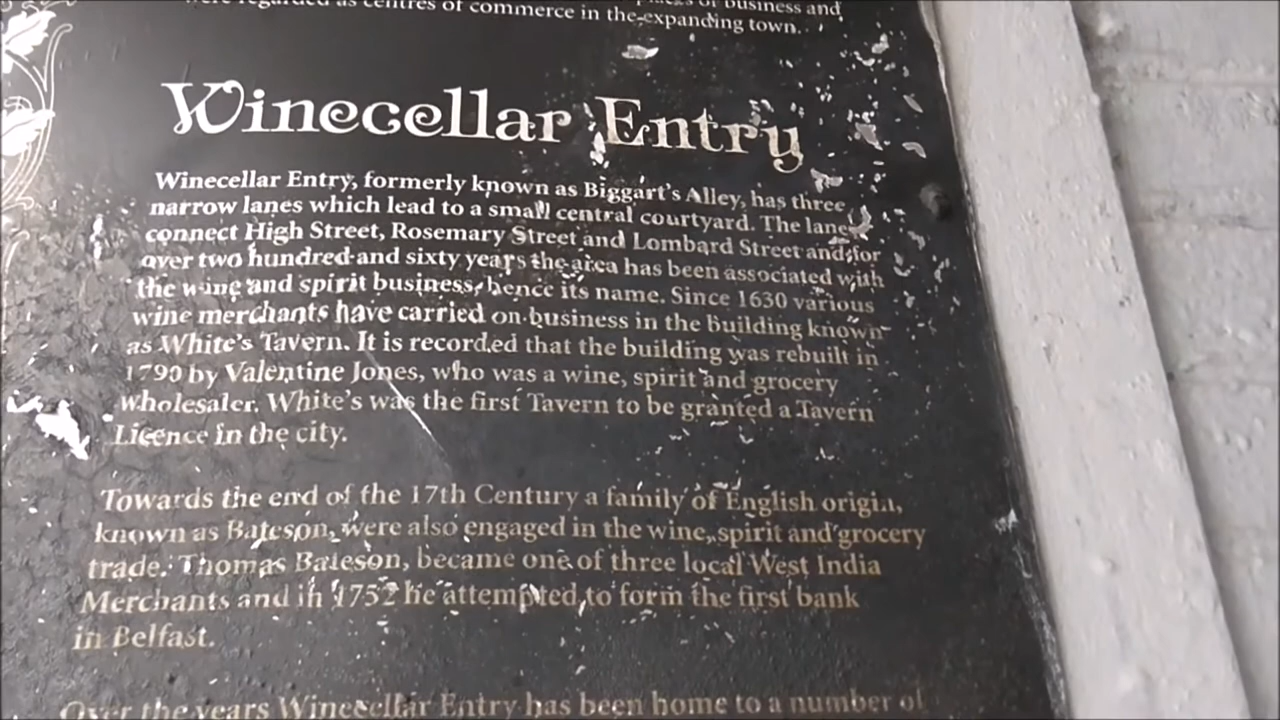 were regarded as centres of commerce in the expanding town.
Winecellar Entry
Winecellar Entry, formerly known as Biggart's Alley, has three
narrow lanes which lead to a small central courtyard. The lanes
connect High Street, Rosemary Street and Lombard Street and for
over two hundred and sixty years the area has been associated with
the wine and spirit business, hence its name. Since 1630 various
wine merchants have carried on business in the building known
as White's Tavern. It is recorded that the building was rebuilt in
1790 by Valentine Jones, who was a wine, spirit and grocery
wholesaler. White's was the first Tavern to be granted a Tavern
Licence in the city.
Towards the end of the 17th Century a family of English origin,
known as Bateson, were also engaged in the wine, spirit and grocery
trade. Thomas Bateson, became one of three local West India
Merchants and in 1752 he attempted to form the first bank
in Belfast.
Over the years Winecellar Entry has been home to a number of